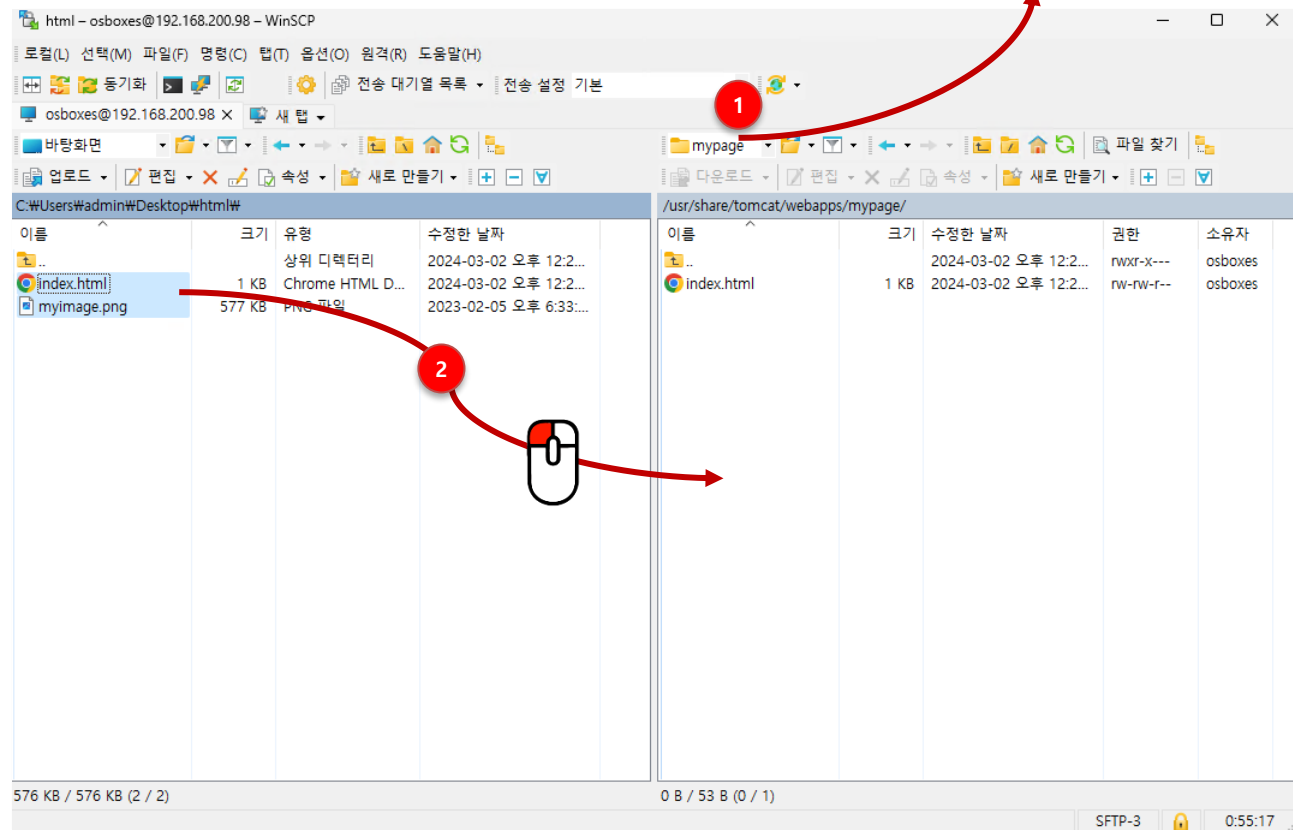 html – osboxes@192.168.200.98 – WinSCP
로컬(L) 선택(M) 파일(F) 명령(C) 탭(T) 옵션(O) 원격(R) 도움말(H)
동기화 전송 대기열 목록 전송 설정 기본
1
osboxes@192.168.200.98 새 탭
바탕화면 mypage 파일 찾기
업로드 편집 속성 새로 만들기 다운로드 편집 속성 새로 만들기
C:₩Users₩admin₩Desktop₩html₩ /usr/share/tomcat/webapps/mypage/
이름 크기 유형 수정한 날짜 이름 크기 수정한 날짜 권한 소유자
.. 상위 디렉터리 2024-03-02 오후 12:2... .. 2024-03-02 오후 12:2... rwxr-x--- osboxes
index.html 1 KB Chrome HTML D... 2024-03-02 오후 12:2... index.html 1 KB 2024-03-02 오후 12:2... rw-rw-r-- osboxes
myimage.png 577 KB PNG 파일 2023-02-05 오후 6:33:...
2
576 KB / 576 KB (2 / 2) 0 B / 53 B (0 / 1)
SFTP-3 0:55:17